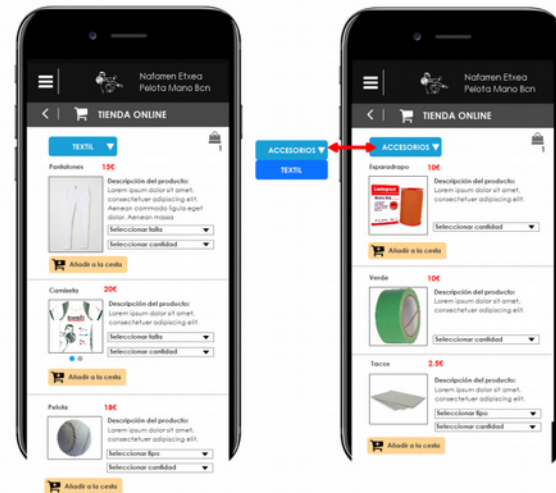 Nafarren Etxea
Pelota Mano Bcn
TIENDA ONLINE
TEXTIL
1
Pantalones 15€
Descripción del producto:
Lorem ipsum dolor sit amet,
consectetuer adipiscing elit.
Aenean commodo ligula eget
dolor. Aenean massa
Seleccionar talla
Seleccionar cantidad
Añadir a la cesta
Camiseta 20€
Descripción del producto:
Lorem ipsum dolor sit amet,
consectetuer adipiscing elit.
Seleccionar talla
Seleccionar cantidad
Añadir a la cesta
Pelota 18€
Descripción del producto:
Lorem ipsum dolor sit amet,
consectetuer adipiscing elit.
Seleccionar tipo
Seleccionar cantidad
Añadir a la cesta
ACCESORIOS
TEXTIL
Nafarren Etxea
Pelota Mano Bcn
TIENDA ONLINE
ACCESORIOS
1
Esparadrapo 10€
Descripción del producto:
Lorem ipsum dolor sit amet,
consectetuer adipiscing elit.
Seleccionar cantidad
Añadir a la cesta
Verde 10€
Descripción del producto:
Lorem ipsum dolor sit amet,
consectetuer adipiscing elit.
Seleccionar cantidad
Tacos 2.5€
Descripción del producto:
Lorem ipsum dolor sit amet,
consectetuer adipiscing elit.
Seleccionar tipo
Seleccionar cantidad
Añadir a la cesta